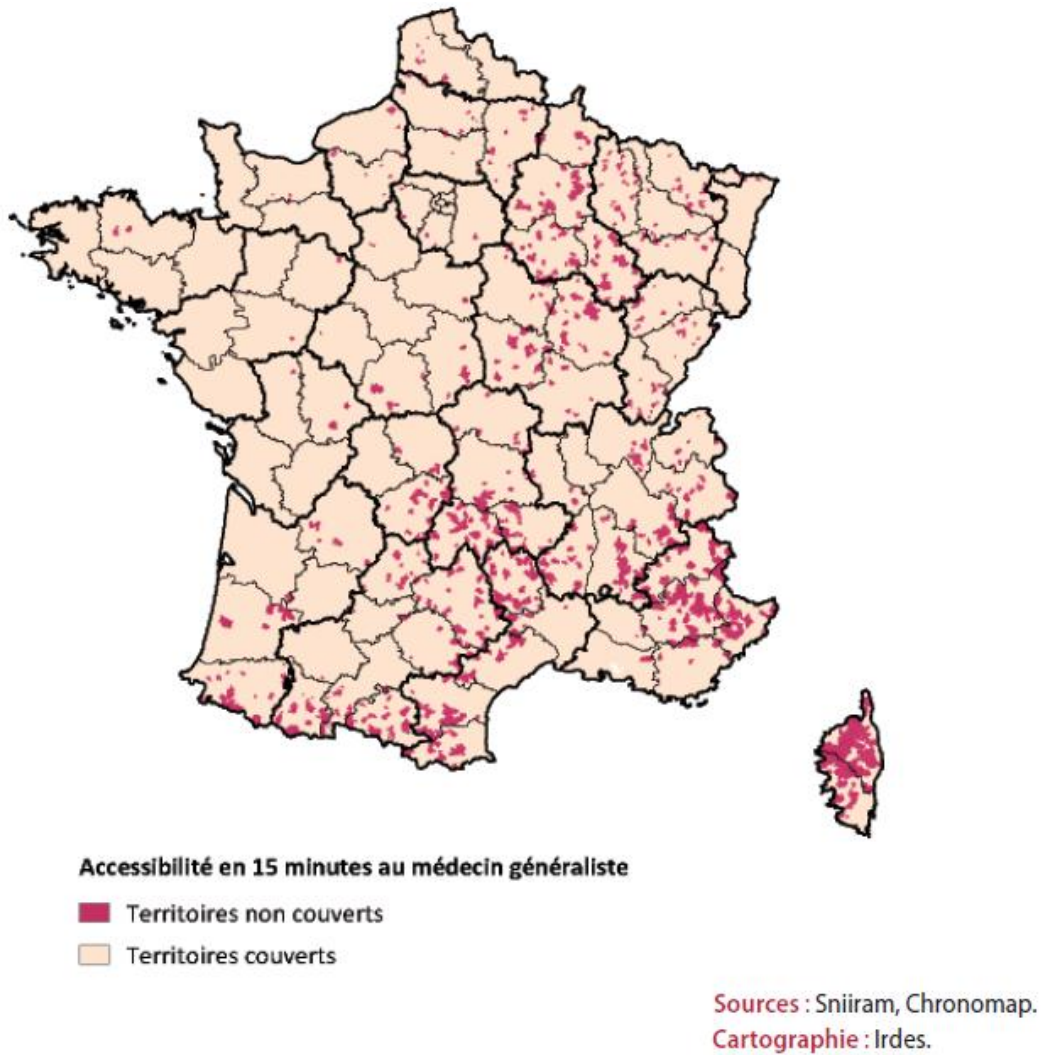 Accessibilité en 15 minutes au médecin généraliste
Territoires non couverts
Territoires couverts
Sources : Sniiram, Chronomap.
Cartographie : Irdes.